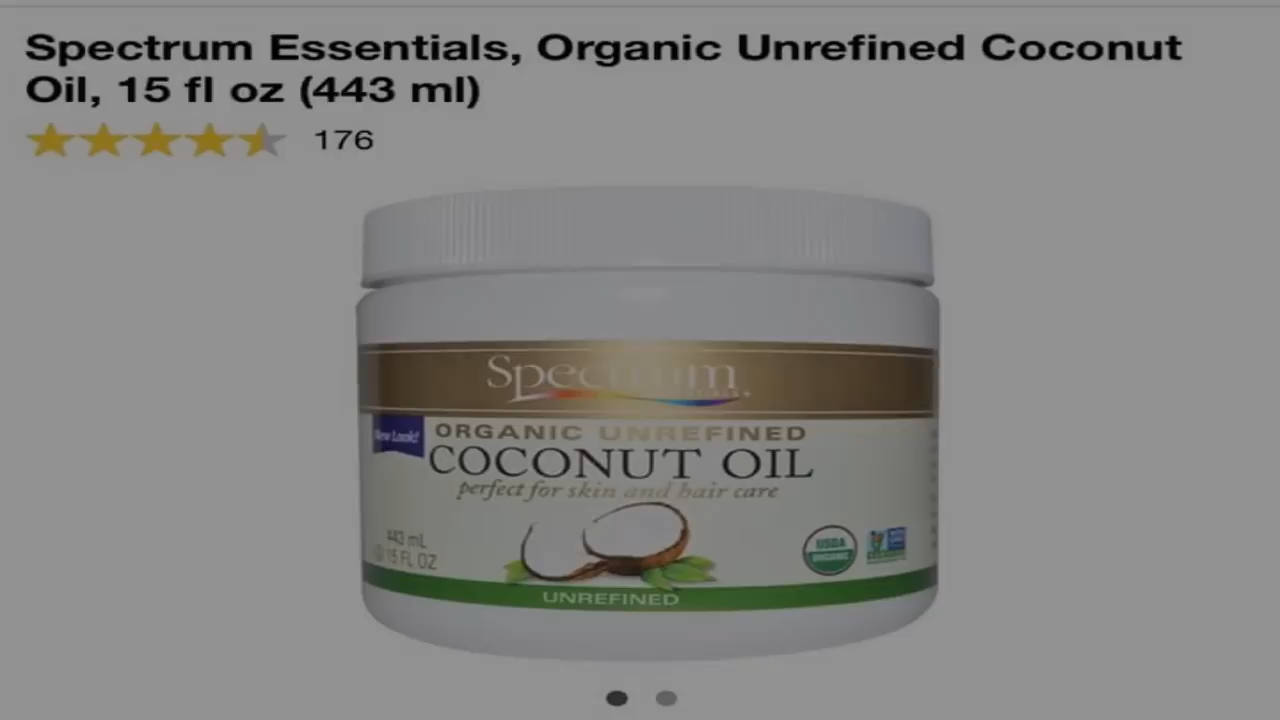 Spectrum Essentials, Organic Unrefined Coconut
Oil, 15 fl oz (443 ml)
176
Spectrum
New Look!
ORGANIC UNREFINED
COCONUT OIL
perfect for skin and hair care
443 mL
15 FL OZ
USDA
ORGANIC
UNREFINED